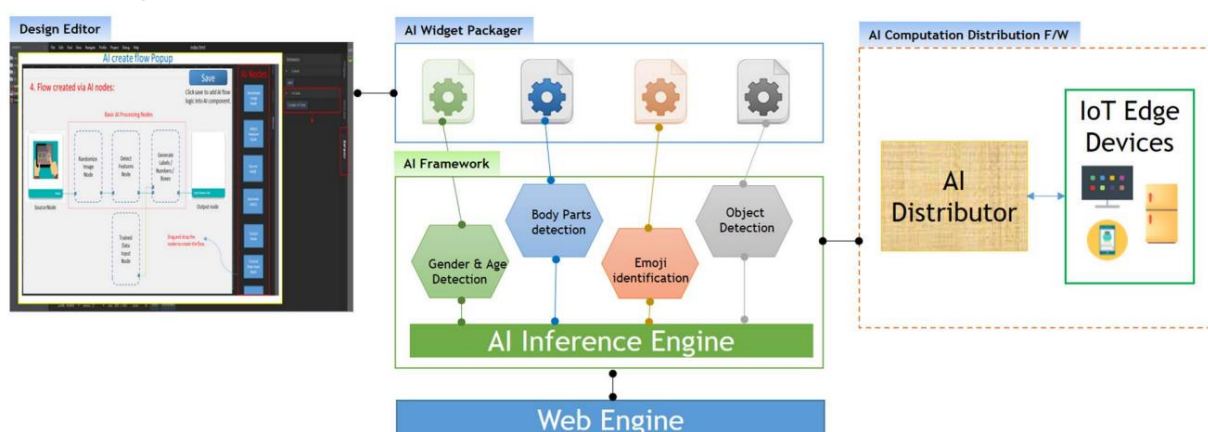 Design Editor
AI create flow Popup
4. Flow created via AI nodes:
Save
Click save to add AI flow
logic into AI component.
AI Nodes
Basic AI Processing Nodes
Randomize
Image
Node
Detect
Features
Node
Generate
Labels/
Numbers/
Boxes
Source Node
Output node
Trained
Data
Input
Node
Drag and drop the
nodes to create the flow.
AI Widget Packager
AI Framework
Gender & Age
Detection
Body Parts
detection
Emoji
identification
Object
Detection
AI Inference Engine
Web Engine
AI Computation Distribution F/W
AI
Distributor
IoT Edge
Devices